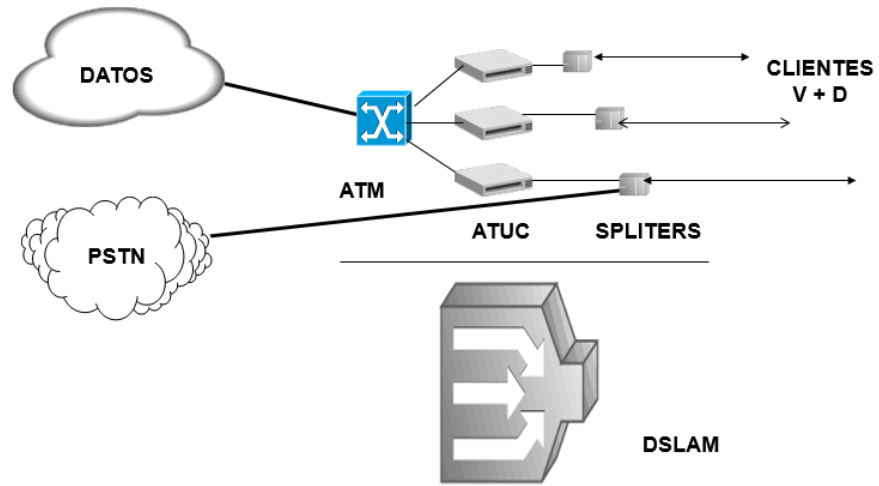 DATOS
CLIENTES
V + D
ATM
PSTN
ATUC
SPLITERS
DSLAM